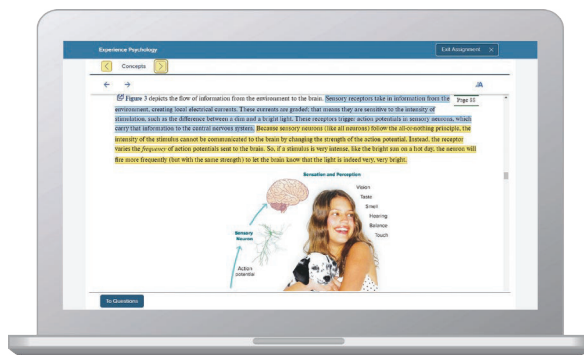 Experience Psychology
Exit Assignment X
Concepts
Figure 3 depicts the flow of information from the environment to the brain. Sensory receptors take in information from the
Page 88
environment, creating local electrical currents. These currents are graded; that means they are sensitive to the intensity of
stimulation, such as the difference between a dim and a bright light. These receptors trigger action potentials in sensory neurons, which
carry that information to the central nervous system. Because sensory neurons (like all neurons) follow the all-or-nothing principle, the
intensity of the stimulus cannot be communicated to the brain by changing the strength of the action potential. Instead, the receptor
varies the frequency of action potentials sent to the brain. So, if a stimulus is very intense, like the bright sun on a hot day, the neuron will
fire more frequently (but with the same strength) to let the brain know that the light is indeed very, very bright.
Sensation and Perception
Vision
Taste
Smell
Hearing
Balance
Touch
Sensory
Neuron
Action
potential
To Questions